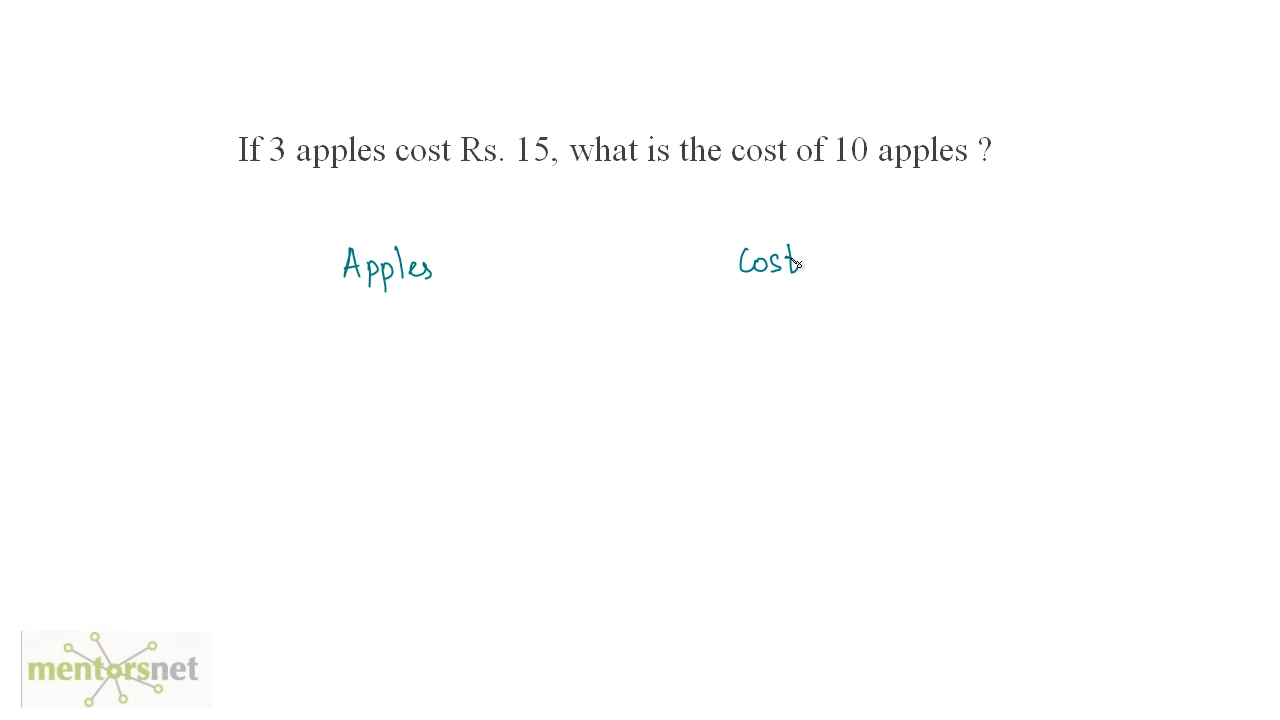 If 3 apples cost Rs. 15, what is the cost of 10 apples ?
Apples Cost
mentorsnet